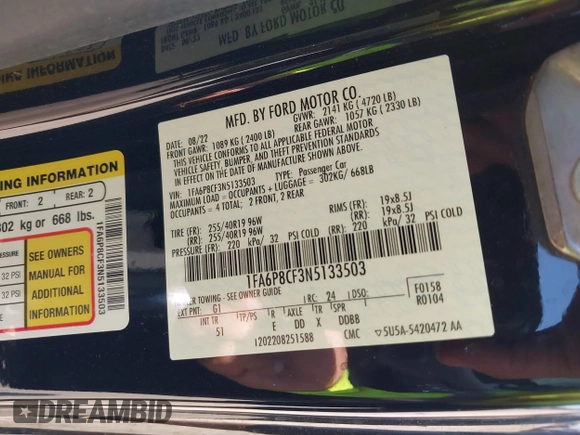 MFD. BY FORD MOTOR CO.
DATE: 08/22 GVWR: 2141 KG ( 4720 LB)
FRONT GAWR: 1089 KG ( 2400 LB) REAR GAWR: 1057 KG ( 2330 LB)
THIS VEHICLE CONFORMS TO ALL APPLICABLE FEDERAL MOTOR
VEHICLE SAFETY, BUMPER, AND THEFT PREVENTION STANDARDS
IN EFFECT ON THE DATE OF MANUFACTURE SHOWN ABOVE.
VIN: 1FA6P8CF3N5133503 TYPE: Passenger Car
MAXIMUM LOAD = OCCUPANTS + LUGGAGE = 302KG/ 668LB
OCCUPANTS = 4 TOTAL: 2 FRONT, 2 REAR
TIRE (FR): 255/40R19 96W RIMS (FR): 19x8.5J
(RR): 255/40R19 96W (RR): 19x8.5J
PRESSURE (FR): 220 kPa/ 32 PSI COLD (RR): 220 kPa/ 32 PSI COLD
1FA6P8CF3N5133503
TRAILER TOWING - SEE OWNER GUIDE
EXT PNT: G1 RC: 24 DSO: F0158
INT TR TP/PS R AXLE TR SPR R0104
51 E DD X DDBB
1202208251588 CMC 5U5A-5420472 AA
NG INFORMATION
FRONT: 2 REAR: 2
302 kg or 668 lbs.
SEE OWNERS
MANUAL FOR
ADDITIONAL
INFORMATION
32 PSI
32 PSI
1FA6P8CF3N5133503
DREAMBID